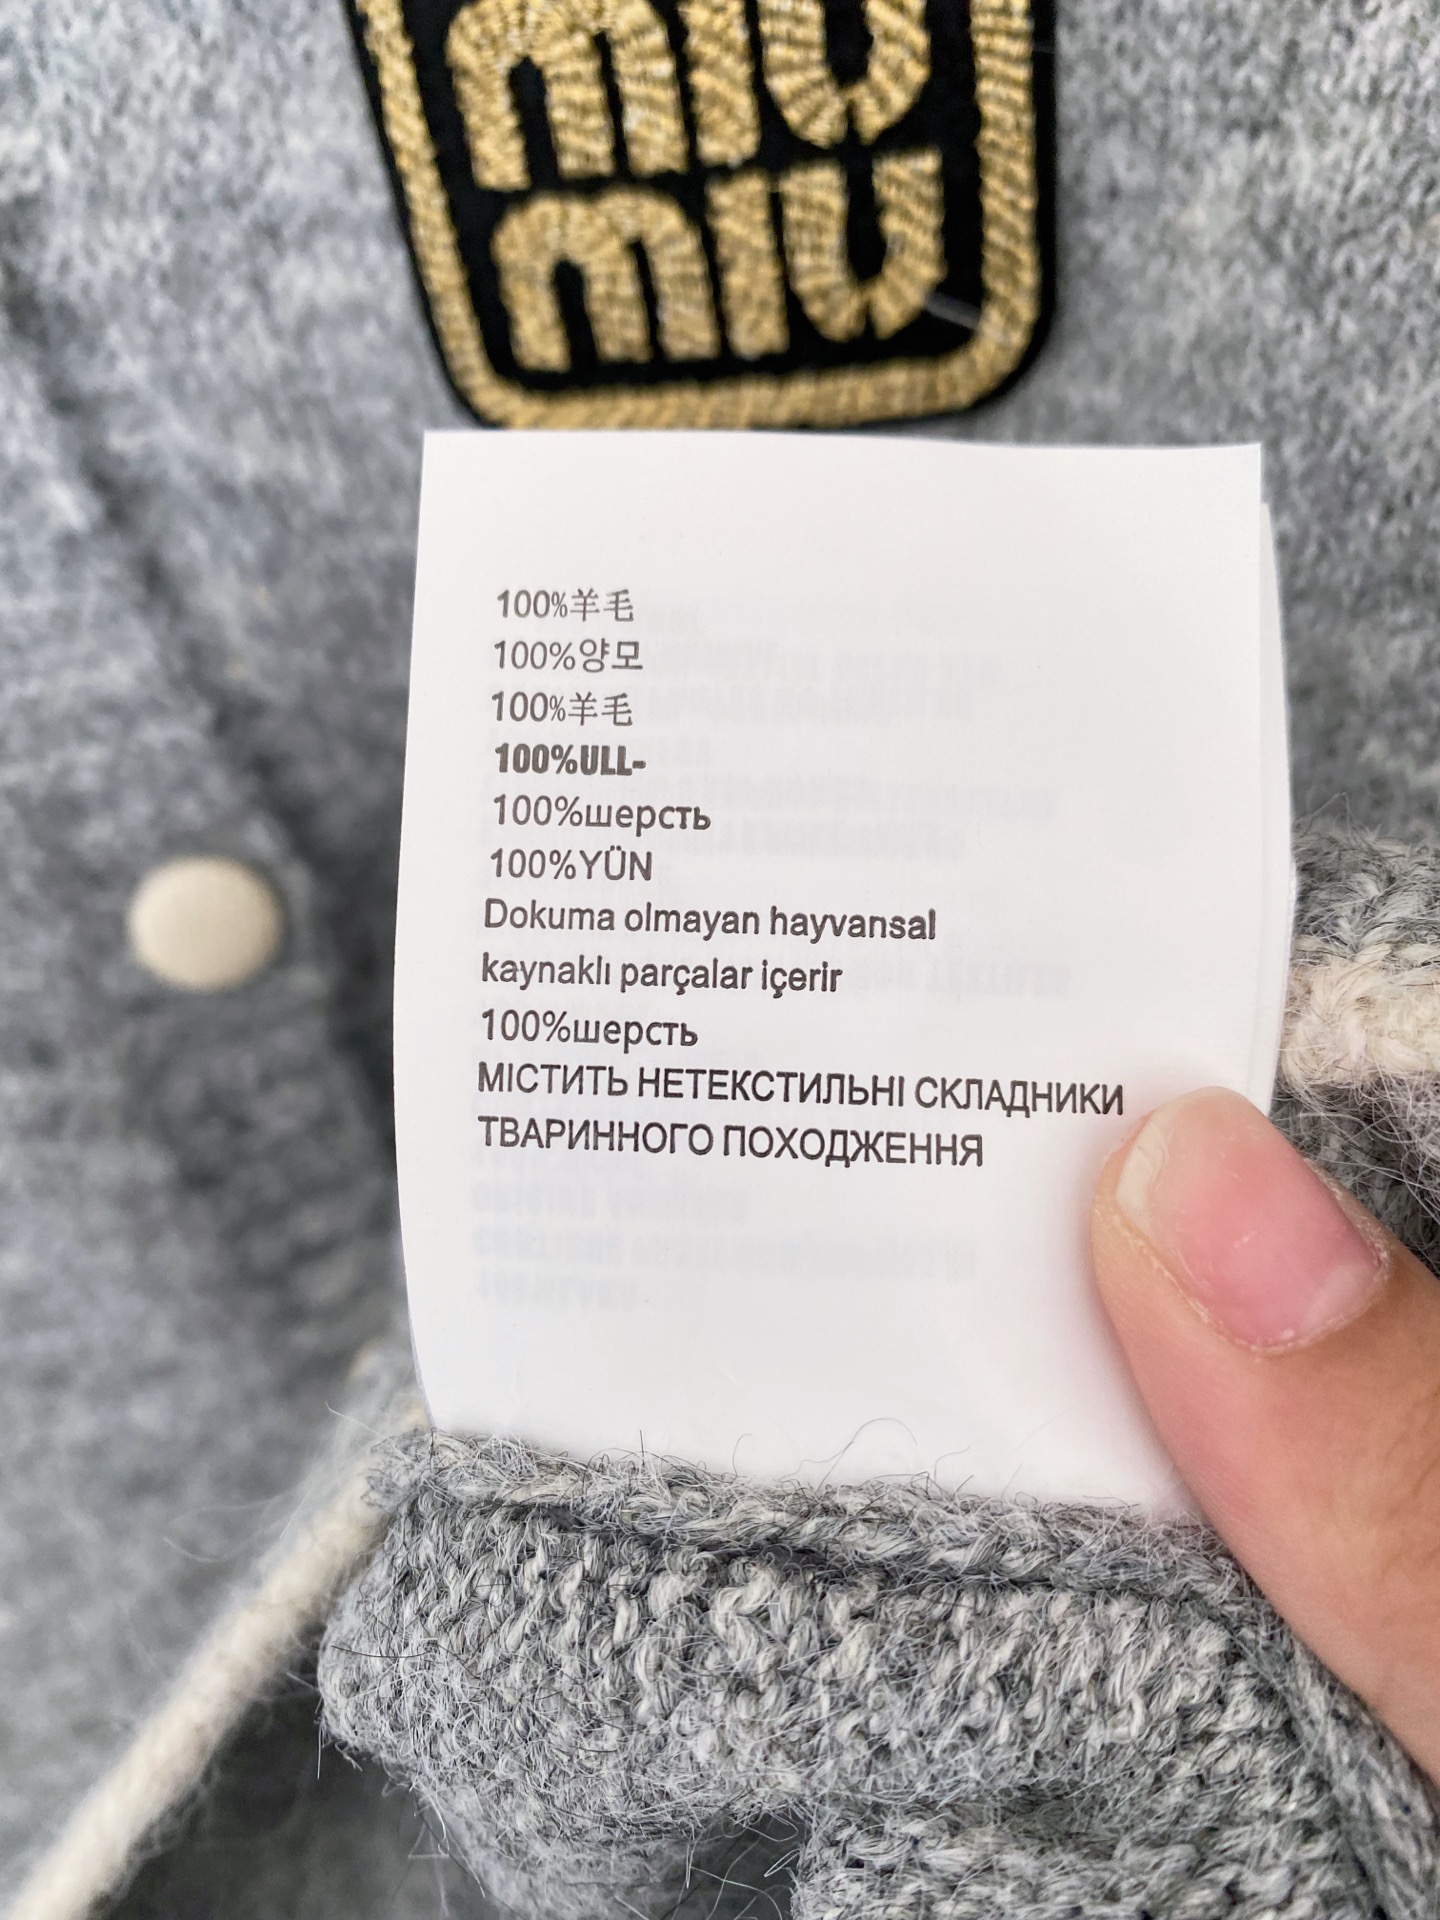 miu
miu
100%羊毛
100%양모
100%羊毛
100%ULL-
100%шерсть
100%YÜN
Dokuma olmayan hayvansal
kaynaklı parçalar içerir
100%шерсть
МІСТИТЬ НЕТЕКСТИЛЬНІ СКЛАДНИКИ
ТВАРИННОГО ПОХОДЖЕННЯ